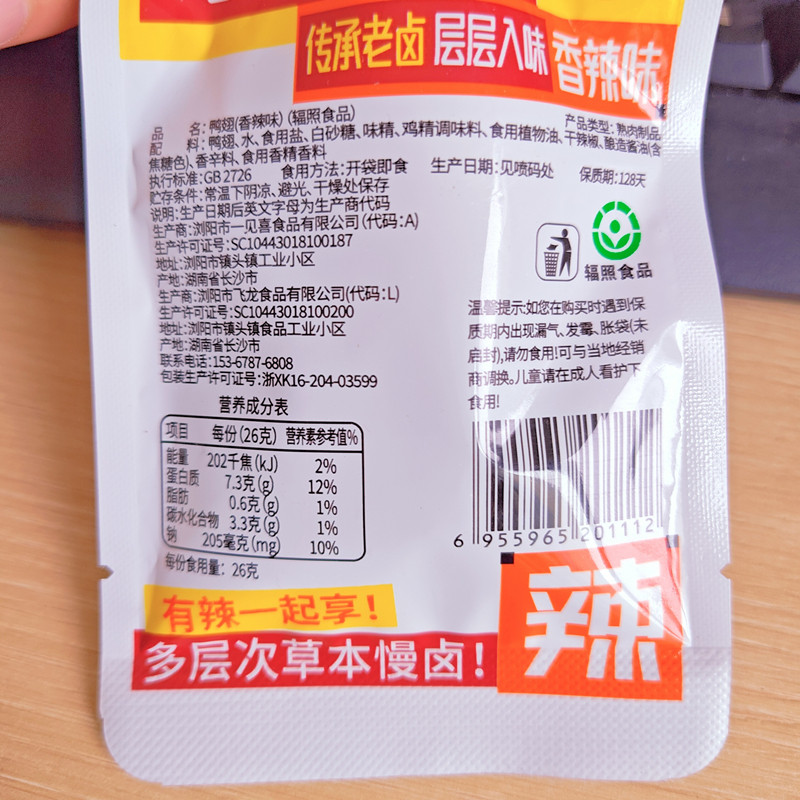 传承老卤 层层入味 香辣味
品 名:鸭翅(香辣味)(辐照食品) 产品类型:熟肉制品
配 料:鸭翅、水、食用盐、白砂糖、味精、鸡精调味料、食用植物油、干辣椒、酿造酱油(含
焦糖色)、香辛料、食用香精香料
执行标准:GB 2726 食用方法:开袋即食 生产日期:见喷码处 保质期:128天
贮存条件:常温下阴凉、避光、干燥处保存
说明:生产日期后英文字母为生产商代码
生产商:浏阳市一见喜食品有限公司(代码:A)
生产许可证号:SC10443018100187
地址:浏阳市镇头镇工业小区
产地:湖南省长沙市
生产商:浏阳市飞龙食品有限公司(代码:L)
生产许可证号:SC10443018100200
地址:浏阳市镇头镇食品工业小区
产地:湖南省长沙市
联系电话:153-6787-6808
包装生产许可证号:浙XK16-204-03599
辐照食品
温馨提示:如您在购买时遇到保
质期内出现漏气、发霉、胀袋(未
启封),请勿食用!可与当地经销
商调换。儿童请在成人看护下
食用!
营养成分表
项目 每份(26克) 营养素参考值%
能量 202千焦(kJ) 2%
蛋白质 7.3克(g) 12%
脂肪 0.6克(g) 1%
碳水化合物 3.3克(g) 1%
钠 205毫克(mg) 10%
每份食用量:26克
6 955965 201112
有辣一起享!
多层次草本慢卤!
辣